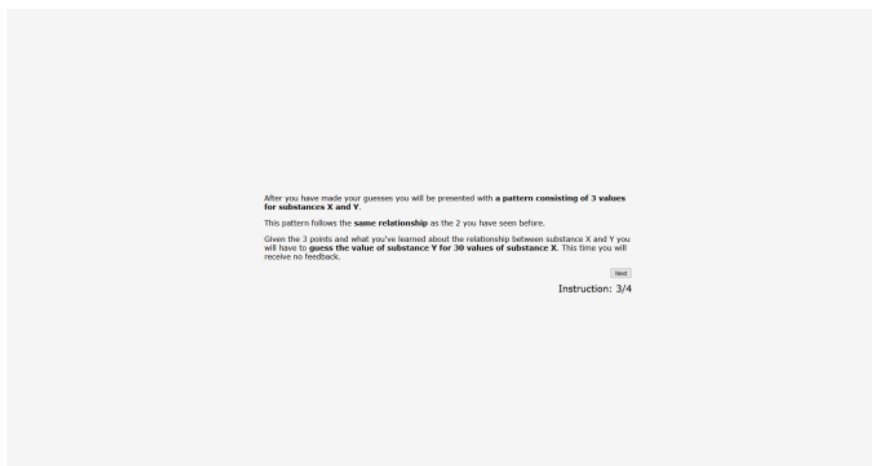 After you have made your guesses you will be presented with a pattern consisting of 3 values
for substances X and Y.
This pattern follows the same relationship as the 2 you have seen before.
Given the 3 points and what you've learned about the relationship between substance X and Y you
will have to guess the value of substance Y for 30 values of substance X. This time you will
receive no feedback.
Next
Instruction: 3/4